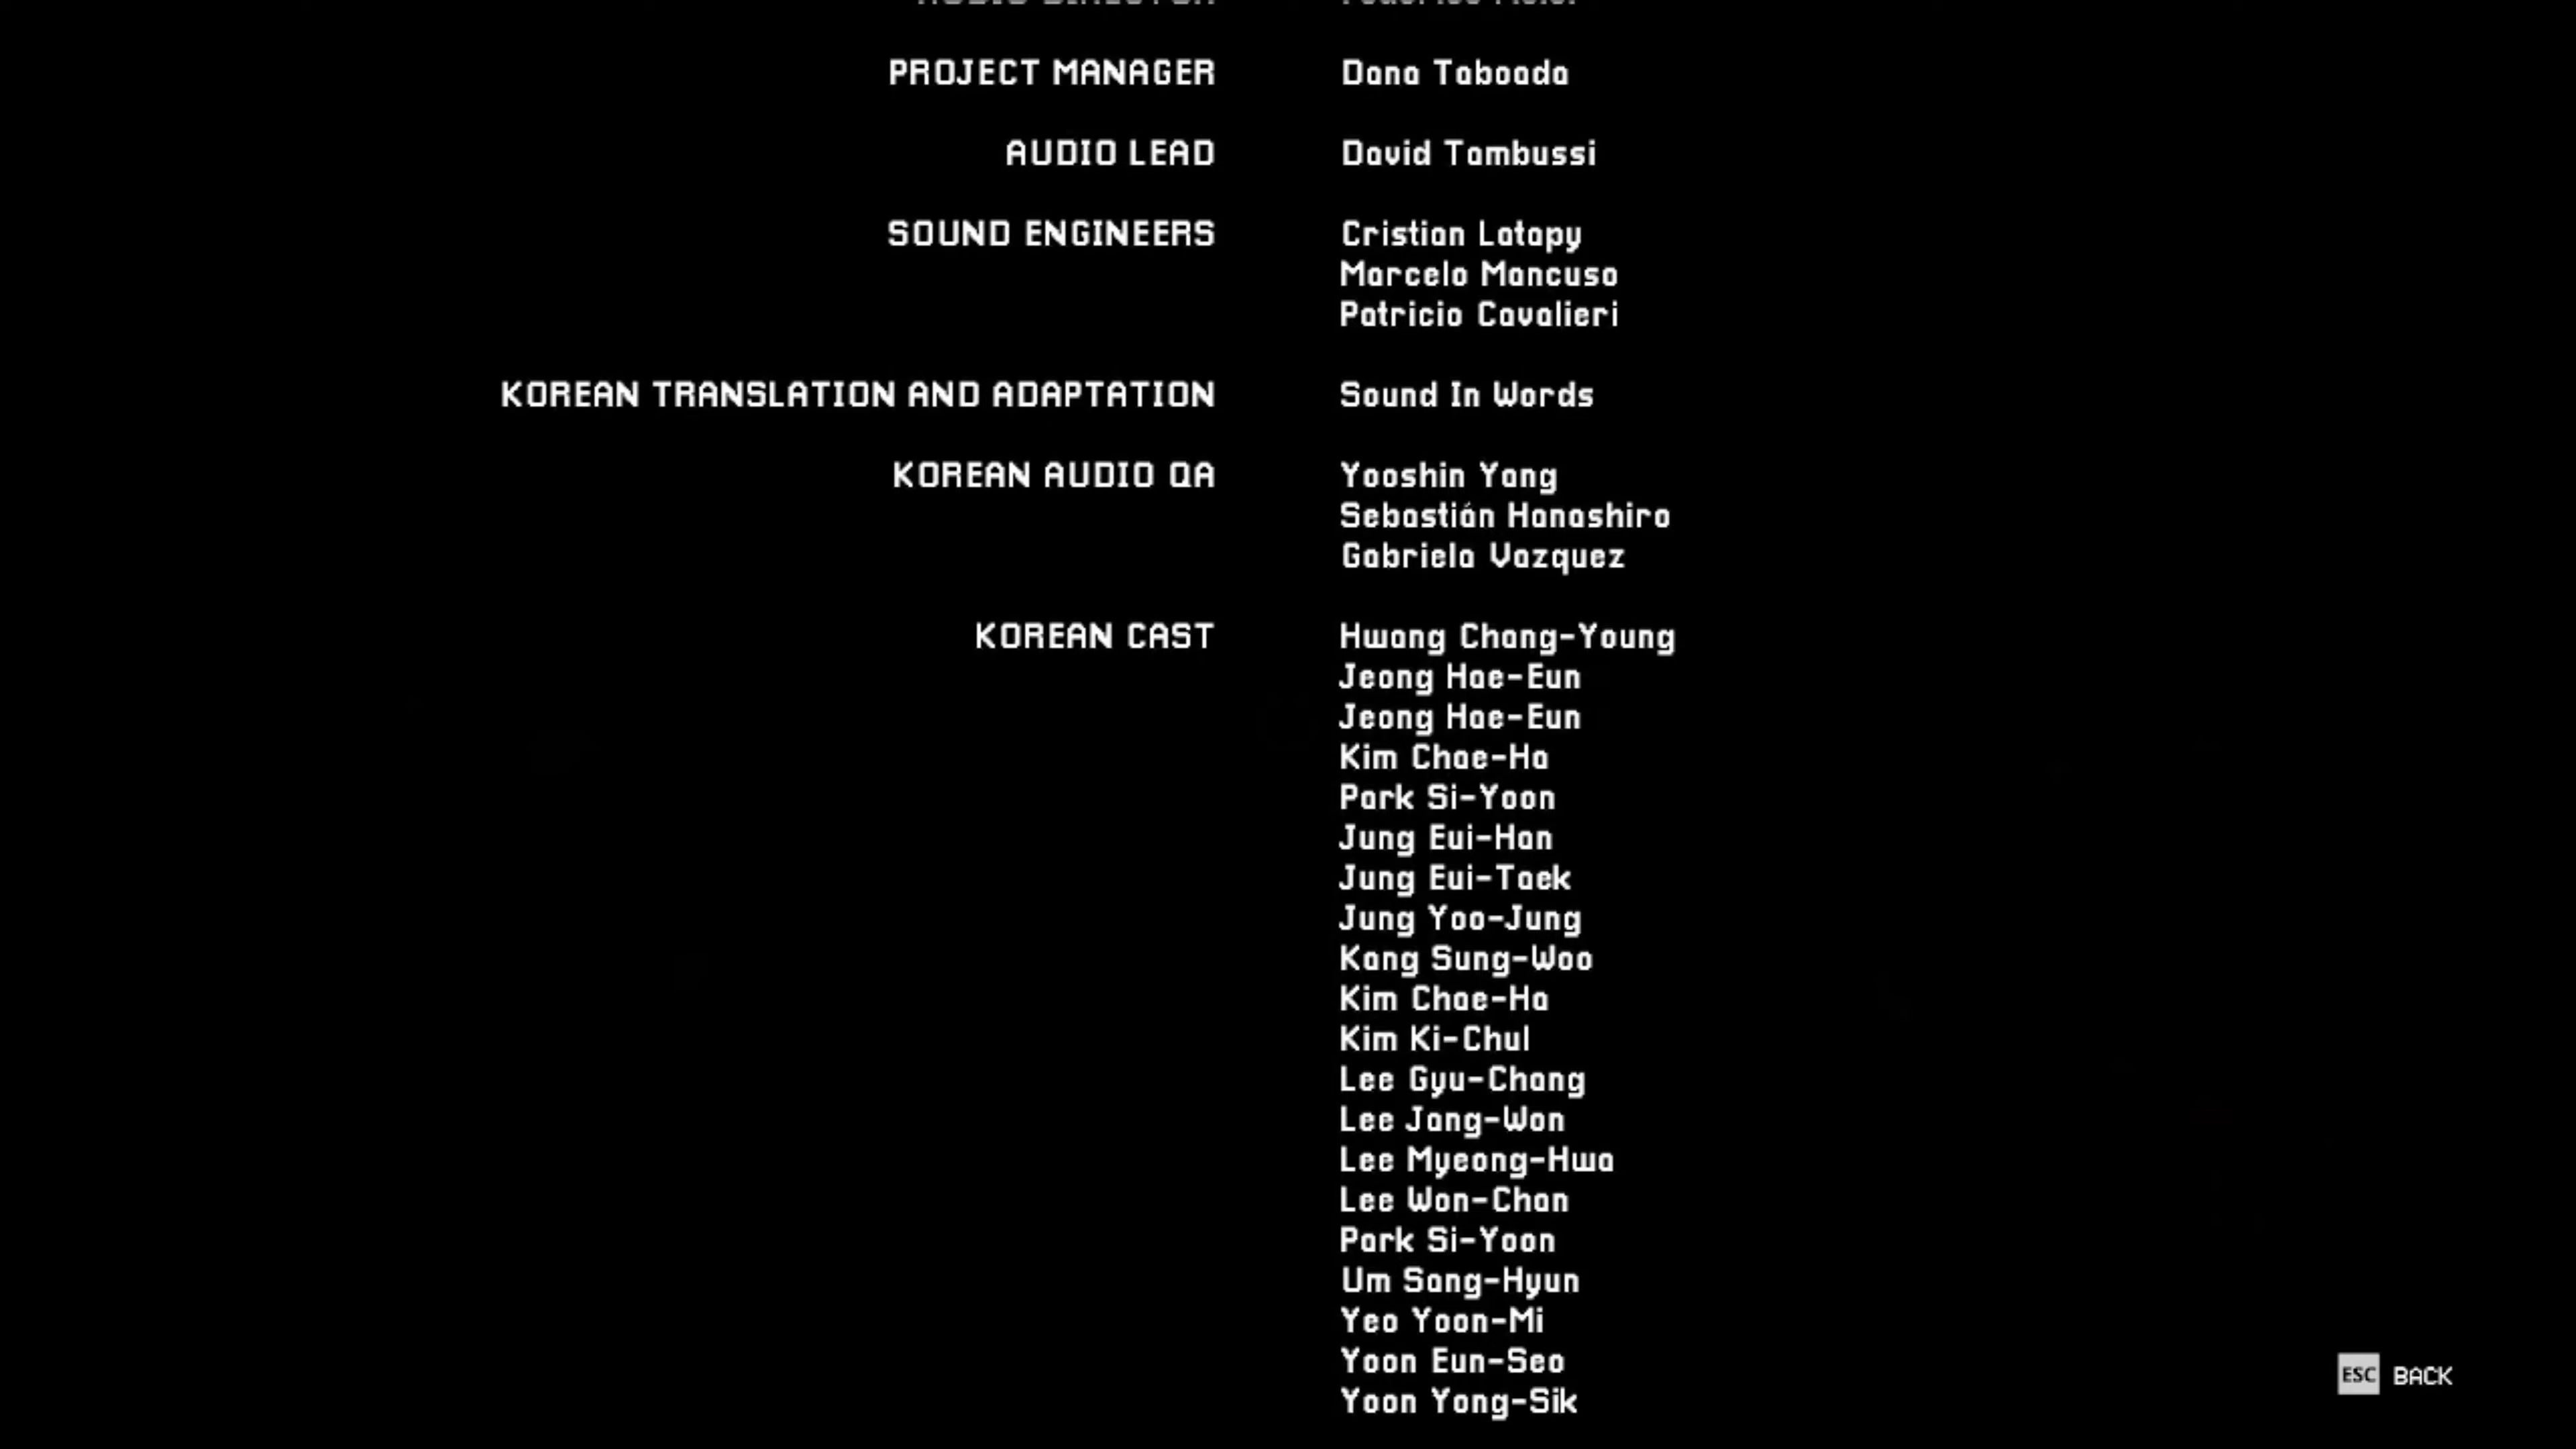 PROJECT MANAGER Dana Taboada
AUDIO LEAD David Tambussi
SOUND ENGINEERS Cristian Latapy
Marcelo Mancuso
Patricio Cavalieri
KOREAN TRANSLATION AND ADAPTATION Sound In Words
KOREAN AUDIO QA Yooshin Yang
Sebastián Hanashiro
Gabriela Vazquez
KOREAN CAST Hwang Chang-Young
Jeong Hae-Eun
Jeong Hae-Eun
Kim Chae-Ha
Park Si-Yoon
Jung Eui-Han
Jung Eui-Taek
Jung Yoo-Jung
Kang Sung-Woo
Kim Chae-Ha
Kim Ki-Chul
Lee Gyu-Chang
Lee Jang-Won
Lee Myeong-Hwa
Lee Won-Chan
Park Si-Yoon
Um Sang-Hyun
Yeo Yoon-Mi
Yoon Eun-Seo
Yoon Yong-Sik
ESC BACK